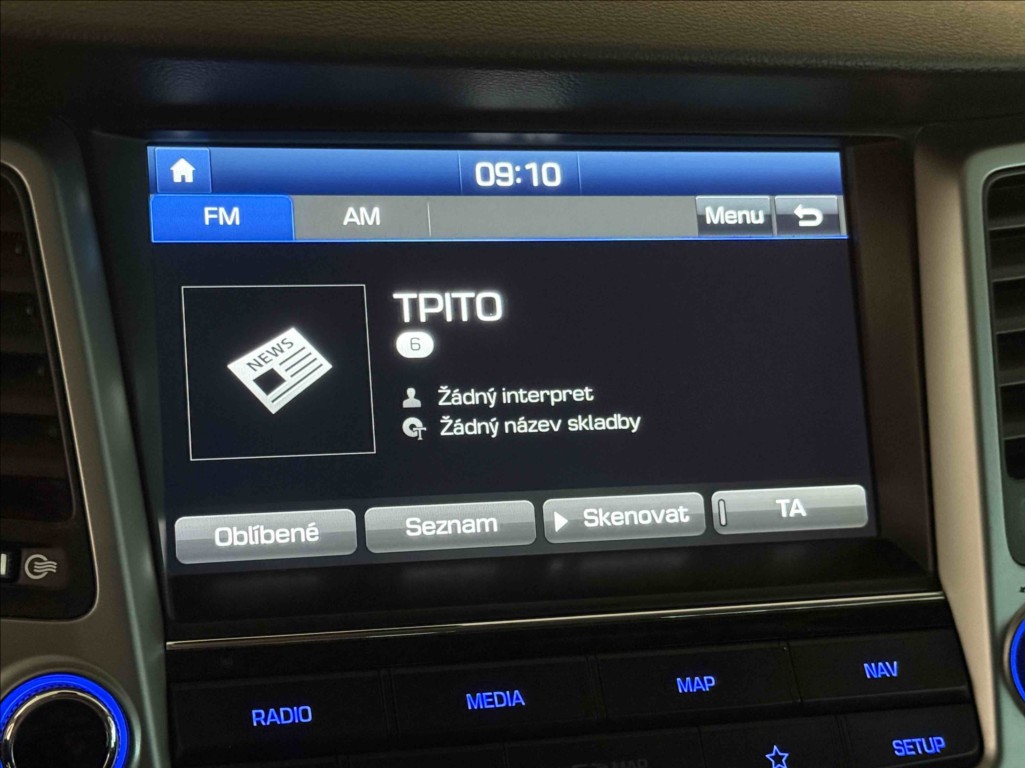 09:10
FM AM Menu
NEWS
ТРІТО
6
Žádný interpret
Žádný název skladby
Oblíbené Seznam Skenovat TA
RADIO MEDIA MAP NAV
SETUP